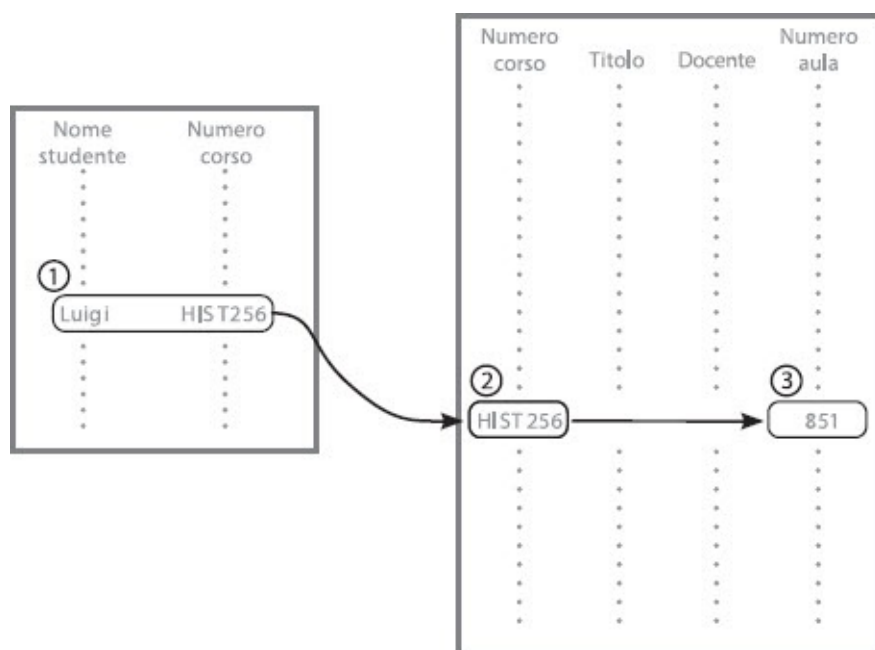 Nome studente
Numero corso
1
Luigi HIST256
Numero corso
Titolo
Docente
Numero aula
2
3
HIST256
851